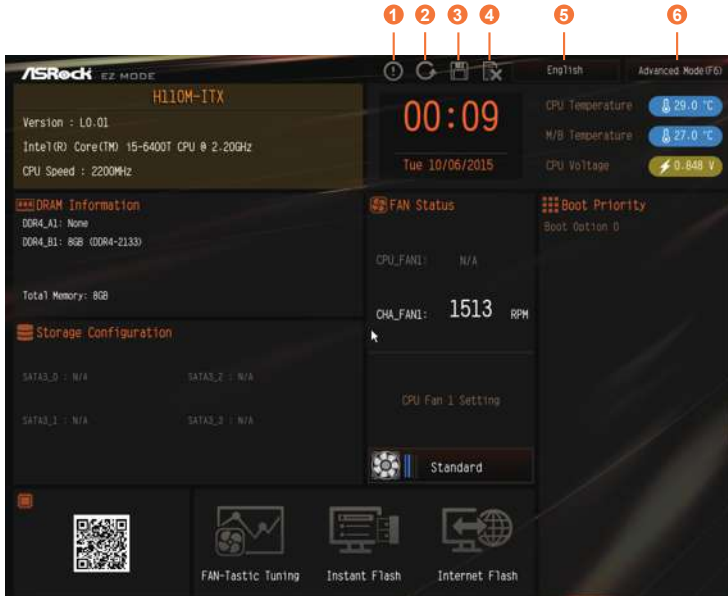 1 2 3 4 5 6
ASRock EZ MODE
English
Advanced Mode(F6)
H110M-ITX
Version : L0.01
Intel(R) Core(TM) i5-6400T CPU @ 2.20GHz
CPU Speed : 2200MHz
00:09
Tue 10/06/2015
CPU Temperature 29.0 °C
M/B Temperature 27.0 °C
CPU Voltage 0.848 V
DRAM Information
DDR4_A1: None
DDR4_B1: 8GB (DDR4-2133)
Total Memory: 8GB
Storage Configuration
SATA3_0 : N/A SATA3_2 : N/A
SATA3_1 : N/A SATA3_3 : N/A
FAN Status
CPU_FAN1: N/A
CHA_FAN1: 1513 RPM
CPU Fan 1 Setting
Standard
Boot Priority
Boot Option 0
FAN-Tastic Tuning
Instant Flash
Internet Flash